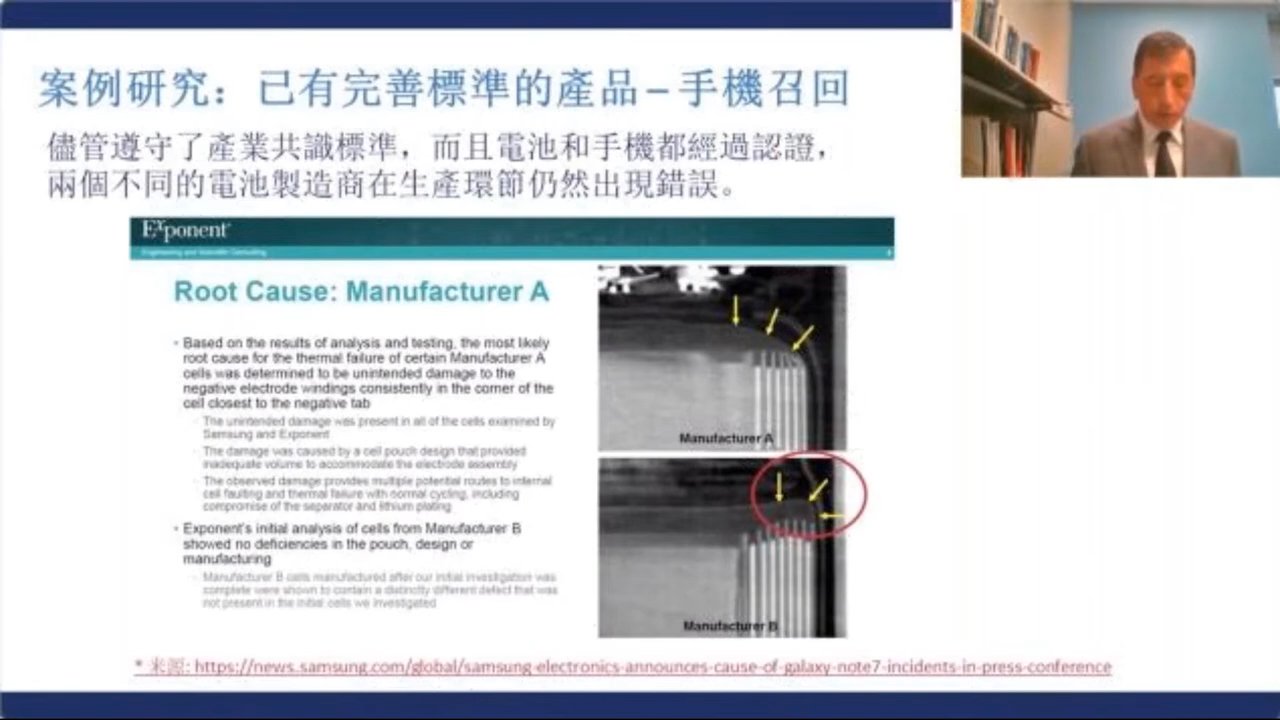 案例研究：已有完善標準的產品 – 手機召回
儘管遵守了產業共識標準，而且電池和手機都經過認證，
兩個不同的電池製造商在生產環節仍然出現錯誤。
Exponent
Engineering and Scientific Consulting
Root Cause: Manufacturer A
Based on the results of analysis and testing, the most likely
root cause for the thermal failure of certain Manufacturer A
cells was determined to be unintended damage to the
negative electrode windings consistently in the corner of the
cell closest to the negative tab
The unintended damage was present in all of the cells examined by
Samsung and Exponent
The damage was caused by a cell pouch design that provided
inadequate volume to accommodate the electrode assembly
The observed damage provides multiple potential routes to internal
cell faulting and thermal failure with normal cycling, including
compromise of the separator and lithium plating
Exponent's initial analysis of cells from Manufacturer B
showed no deficiencies in the pouch, design or
manufacturing
Manufacturer B cells manufactured after our initial investigation was
complete were shown to contain a distinctly different defect that was
not present in the initial cells we investigated
Manufacturer A
Manufacturer B
* 來源: https://news.samsung.com/global/samsung-electronics-announces-cause-of-galaxy-note7-incidents-in-press-conference